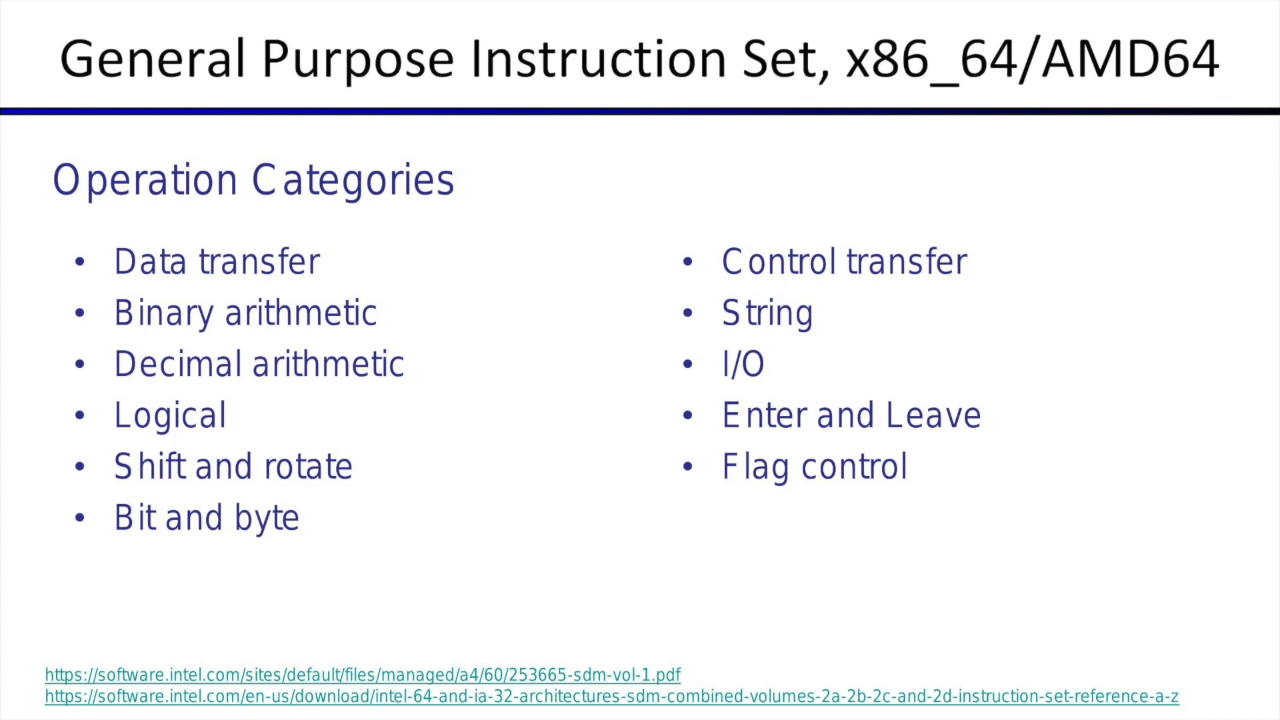 General Purpose Instruction Set, x86_64/AMD64
Operation Categories
• Data transfer
• Binary arithmetic
• Decimal arithmetic
• Logical
• Shift and rotate
• Bit and byte
• Control transfer
• String
• I/O
• Enter and Leave
• Flag control
https://software.intel.com/sites/default/files/managed/a4/60/253665-sdm-vol-1.pdf
https://software.intel.com/en-us/download/intel-64-and-ia-32-architectures-sdm-combined-volumes-2a-2b-2c-and-2d-instruction-set-reference-a-z